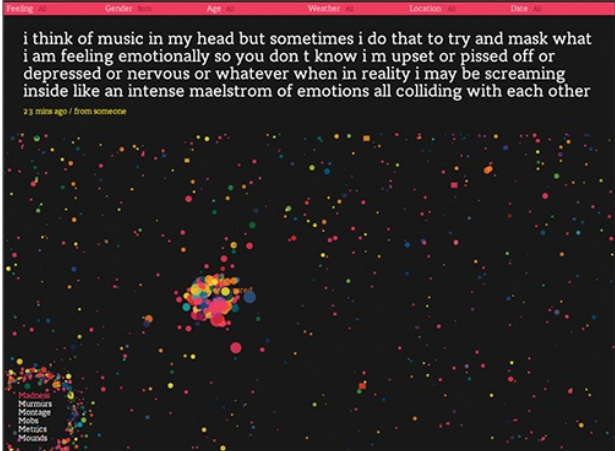 Feeling All Gender Both Age All Weather All Location All Date All
i think of music in my head but sometimes i do that to try and mask what
i am feeling emotionally so you don t know i m upset or pissed off or
depressed or nervous or whatever when in reality i may be screaming
inside like an intense maelstrom of emotions all colliding with each other
23 mins ago / from someone
Madness
Murmurs
Montage
Mobs
Metrics
Mounds